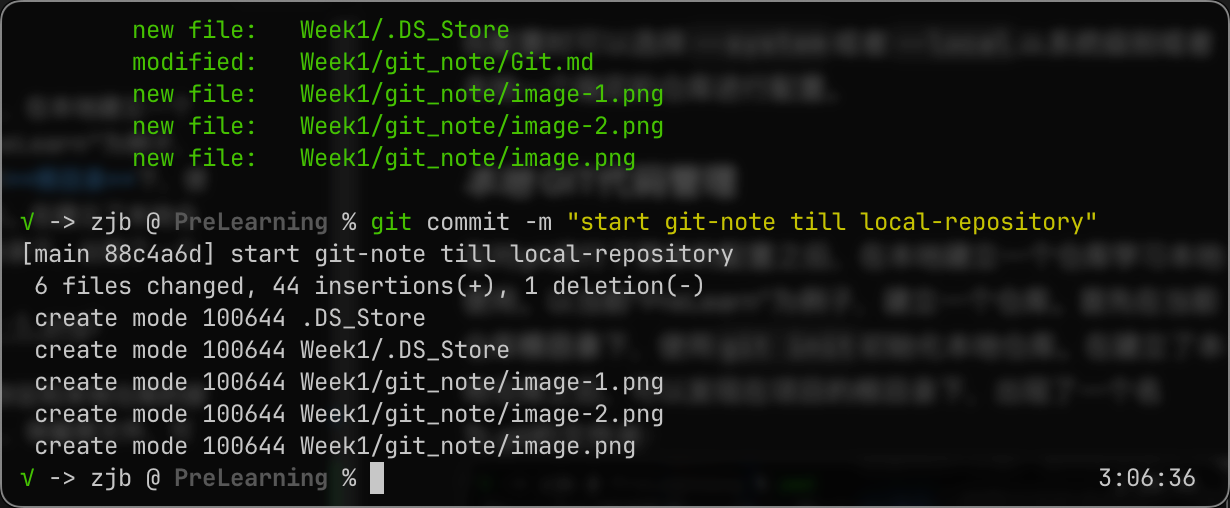 new file:   Week1/.DS_Store
modified:   Week1/git_note/Git.md
new file:   Week1/git_note/image-1.png
new file:   Week1/git_note/image-2.png
new file:   Week1/git_note/image.png
√ -> zjb @ PreLearning % git commit -m "start git-note till local-repository"
[main 88c4a6d] start git-note till local-repository
6 files changed, 44 insertions(+), 1 deletion(-)
create mode 100644 .DS_Store
create mode 100644 Week1/.DS_Store
create mode 100644 Week1/git_note/image-1.png
create mode 100644 Week1/git_note/image-2.png
create mode 100644 Week1/git_note/image.png
√ -> zjb @ PreLearning % 3:06:36